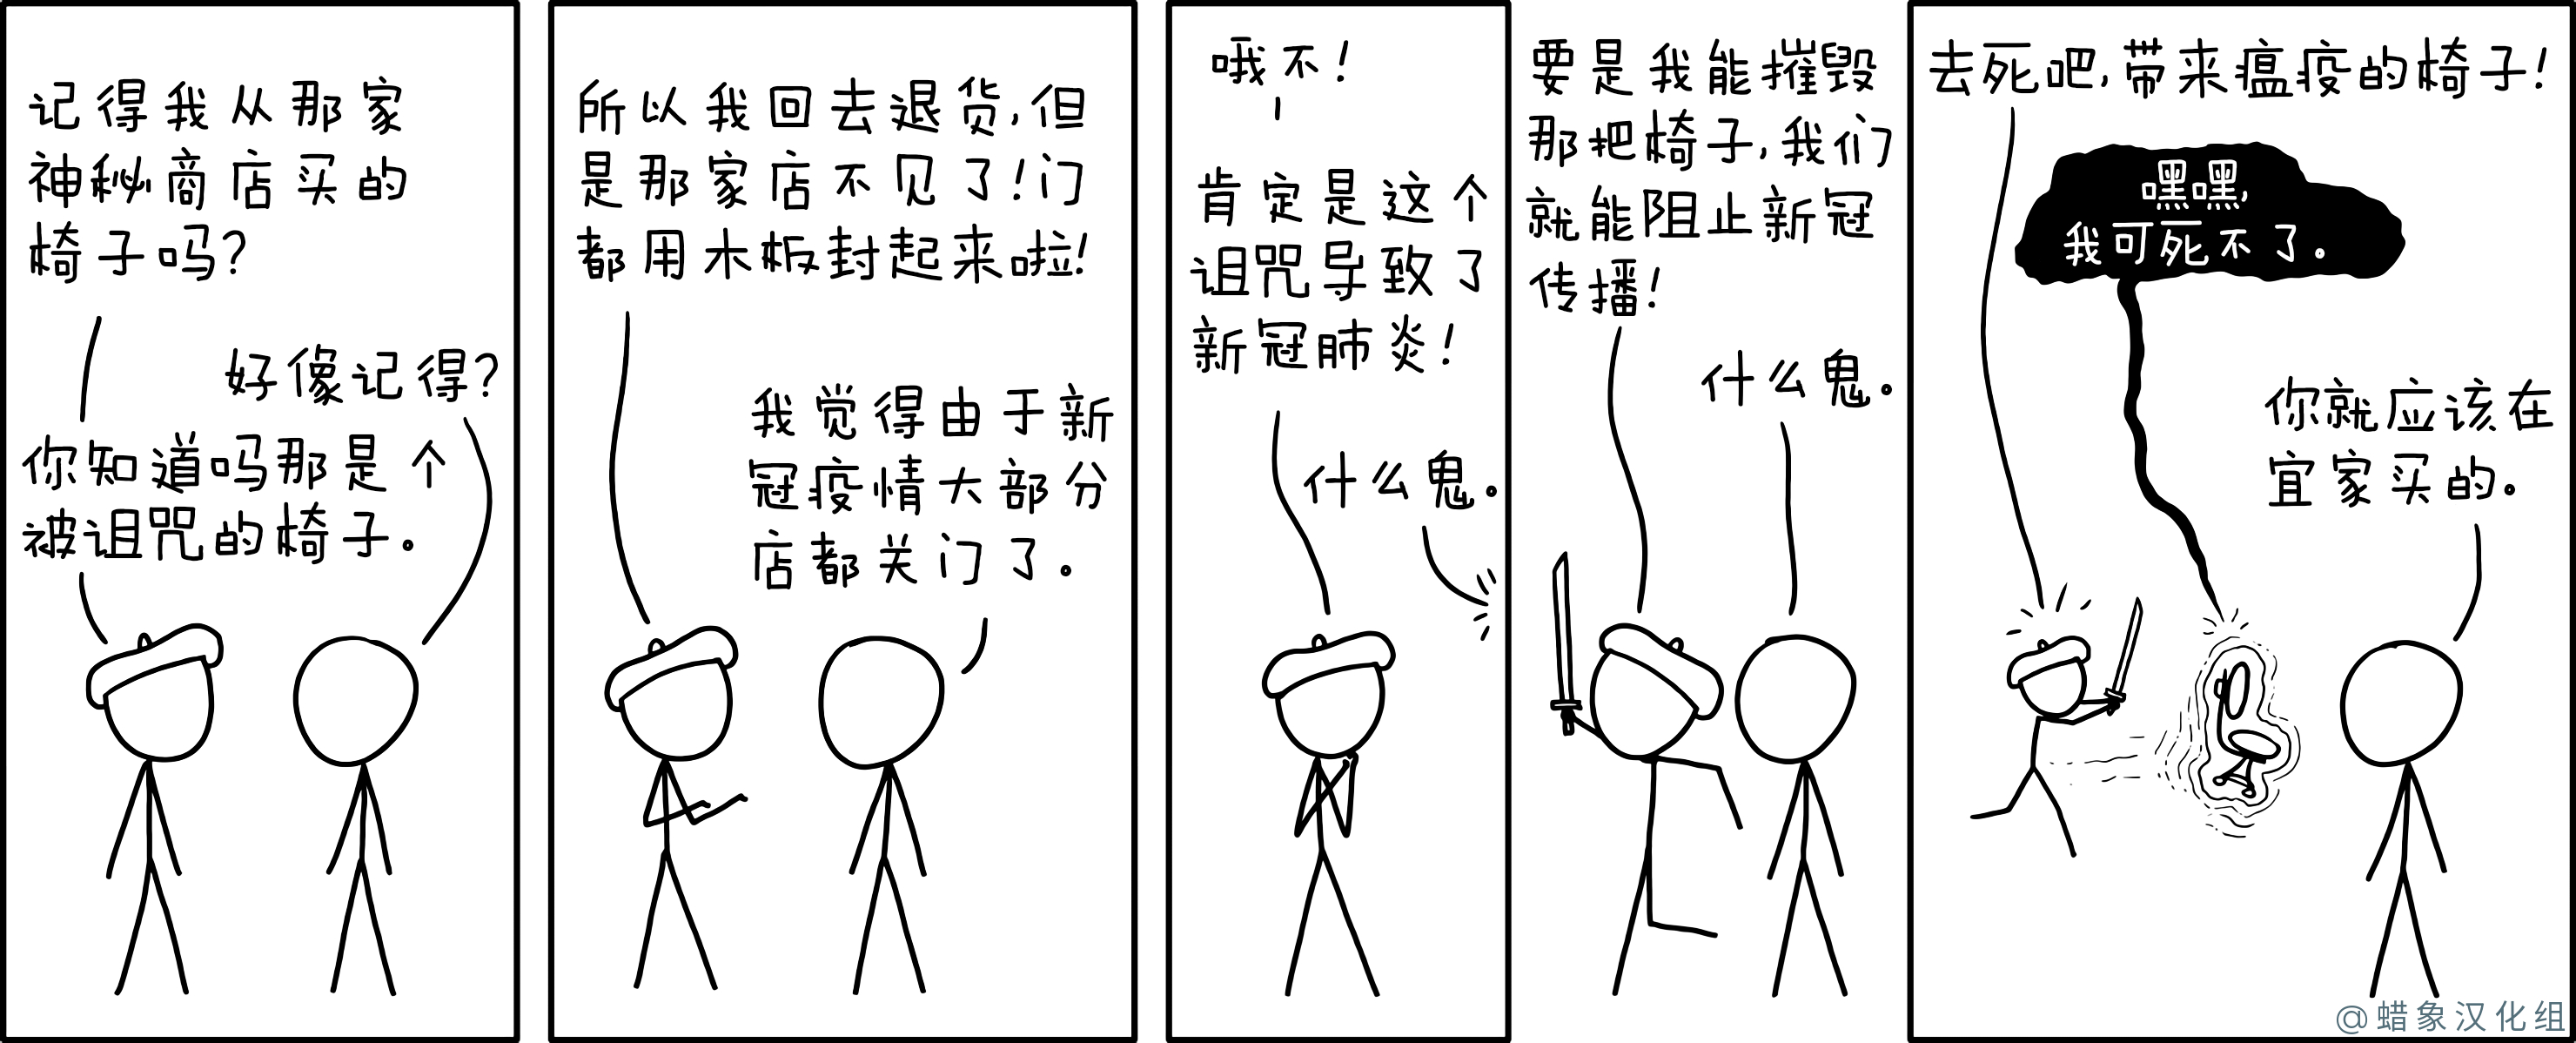 记得我从那家
神秘商店买的
椅子吗?
好像记得?
你知道吗那是个
被诅咒的椅子。
所以我回去退货,但
是那家店不见了!门
都用木板封起来啦!
我觉得由于新
冠疫情大部分
店都关门了。
哦不!
肯定是这个
诅咒导致了
新冠肺炎!
什么鬼。
要是我能摧毁
那把椅子,我们
就能阻止新冠
传播!
什么鬼。
去死吧,带来瘟疫的椅子!
嘿嘿,
我可死不了。
你就应该在
宜家买的。
@蜡象汉化组